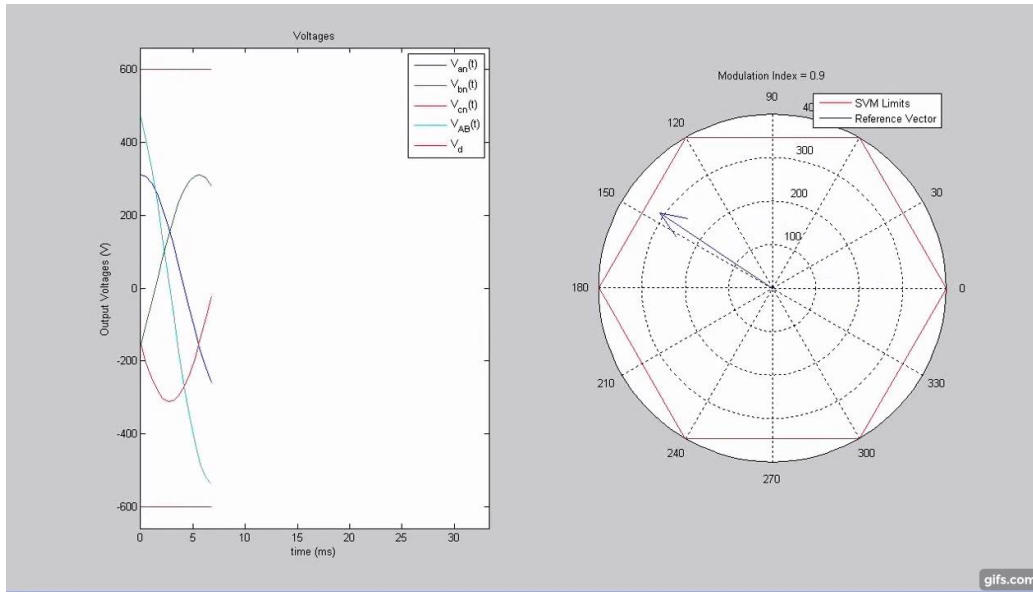 Voltages
V_an(t)
V_bn(t)
V_cn(t)
V_AB(t)
V_d
600
400
200
0
-200
-400
-600
Output Voltages (V)
0 5 10 15 20 25 30
time (ms)
Modulation Index = 0.9
SVM Limits
Reference Vector
90
40
120
300
150
200
30
100
180
0
210
330
240
300
270
gifs.com